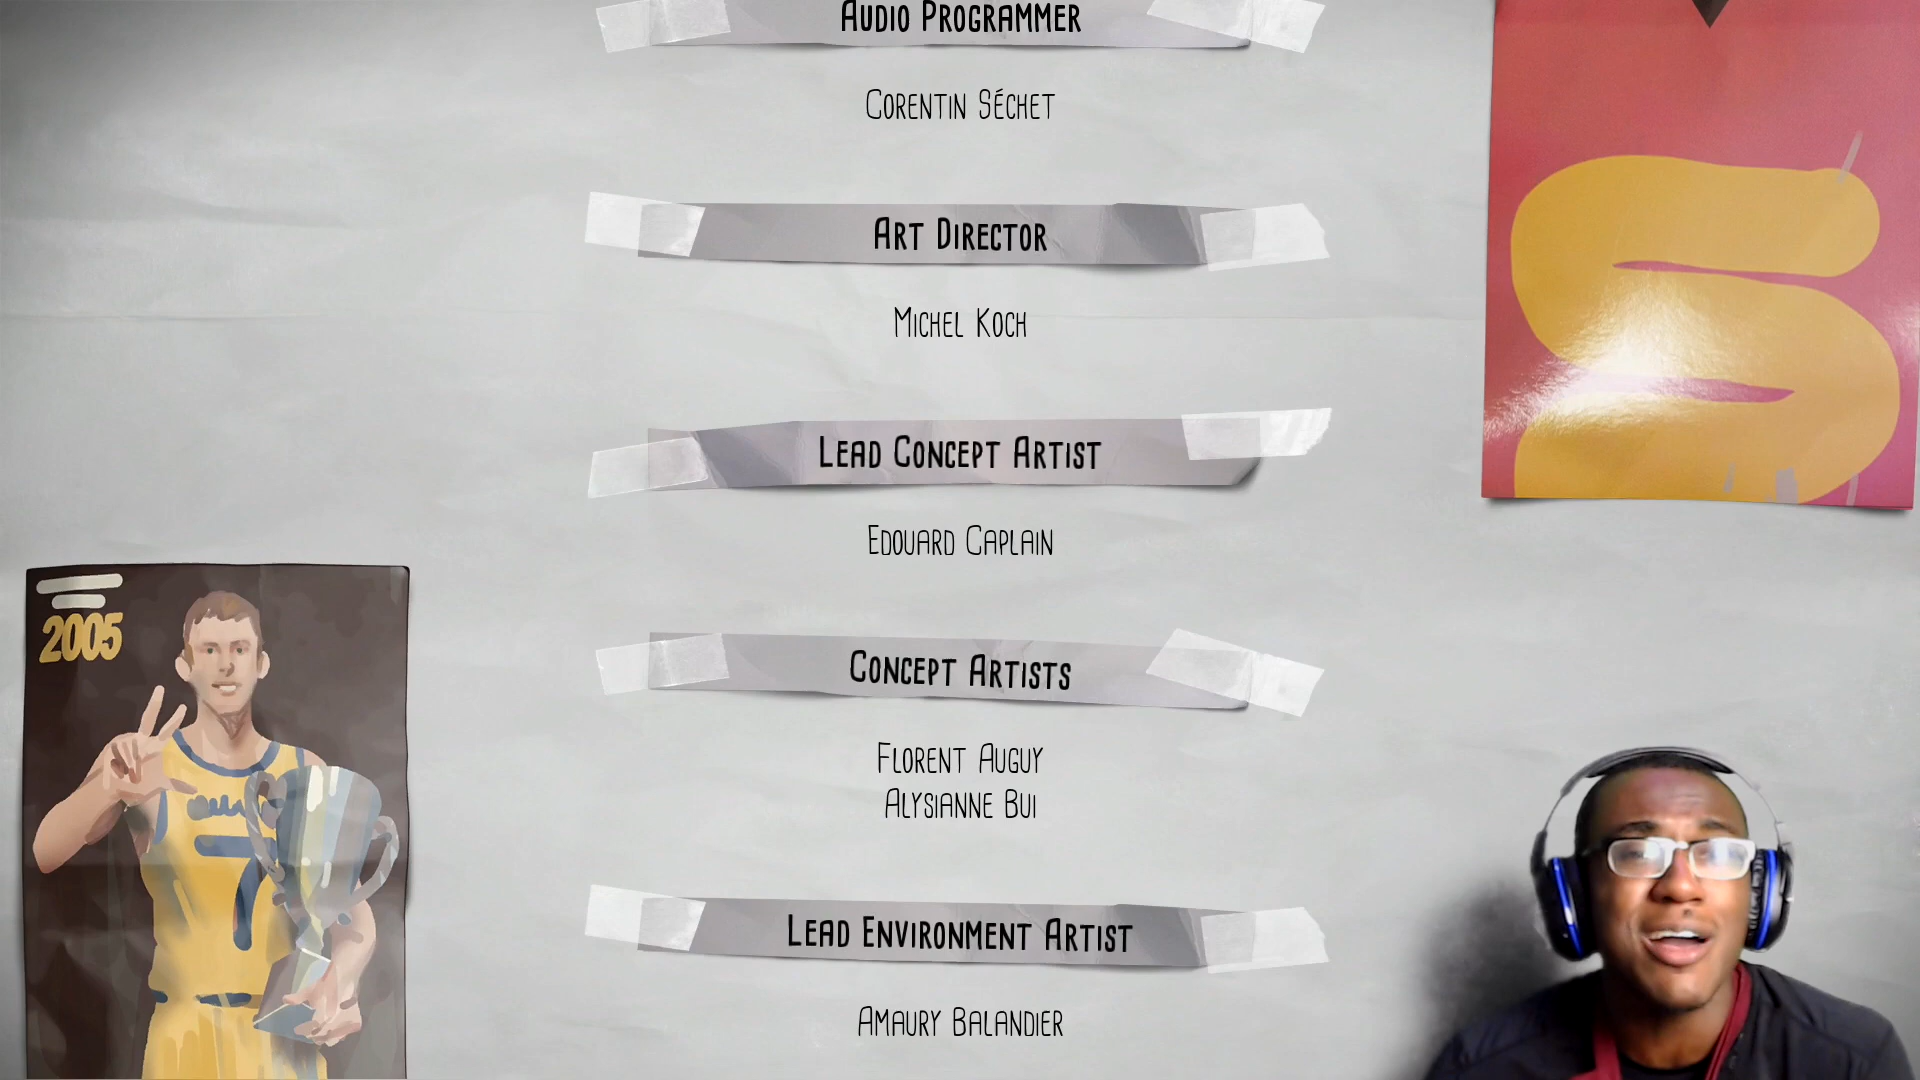 Audio Programmer
Corentin Séchet
Art Director
Michel Koch
Lead Concept Artist
Edouard Caplain
Concept Artists
Florent Auguy
Alysianne Bui
Lead Environment Artist
Amaury Balandier
2005
7